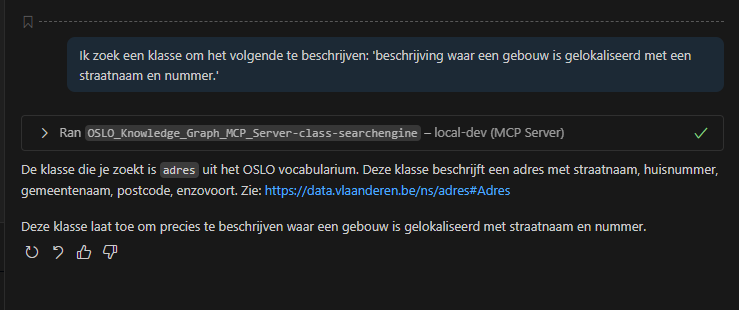 Ik zoek een klasse om het volgende te beschrijven: 'beschrijving waar een gebouw is gelokaliseerd met een
straatnaam en nummer.'
Ran OSLO_Knowledge_Graph_MCP_Server-class-searchengine – local-dev (MCP Server)
De klasse die je zoekt is adres uit het OSLO vocabularium. Deze klasse beschrijft een adres met straatnaam, huisnummer,
gemeentenaam, postcode, enzovoort. Zie: https://data.vlaanderen.be/ns/adres#Adres
Deze klasse laat toe om precies te beschrijven waar een gebouw is gelokaliseerd met straatnaam en nummer.